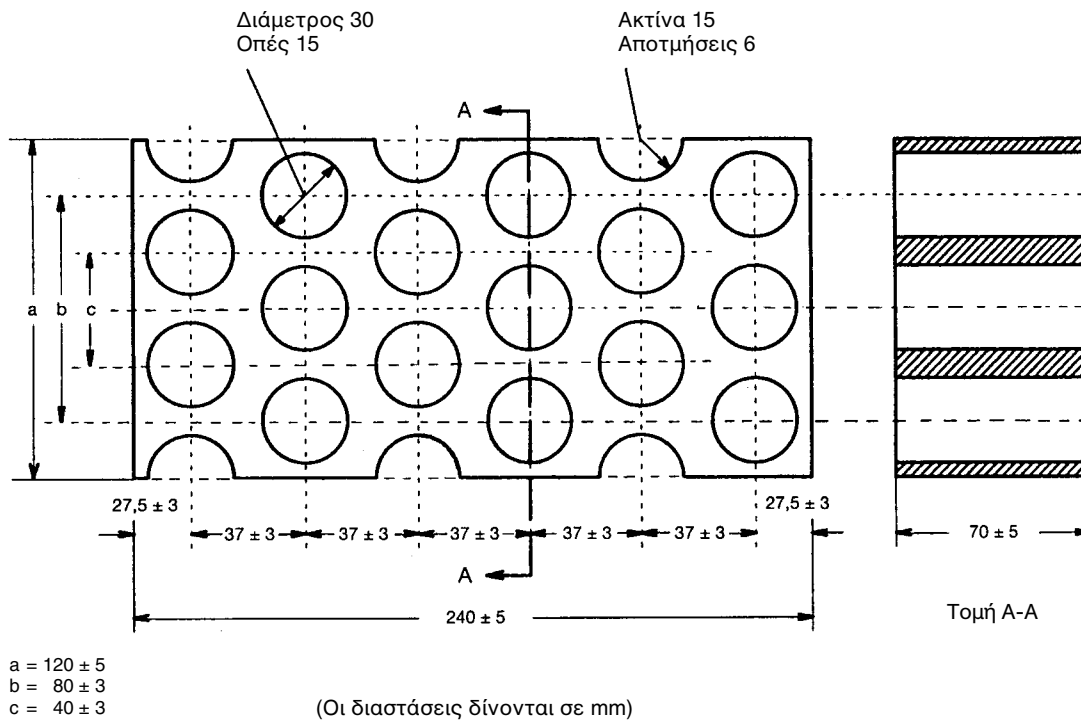 Διάμετρος 30
Οπές 15
Ακτίνα 15
Αποτμήσεις 6
A
a
b
c
27,5 ± 3
27,5 ± 3
37 ± 3
37 ± 3
37 ± 3
37 ± 3
37 ± 3
70 ± 5
A
240 ± 5
Τομή A-A
a = 120 ± 5
b = 80 ± 3
c = 40 ± 3
(Οι διαστάσεις δίνονται σε mm)